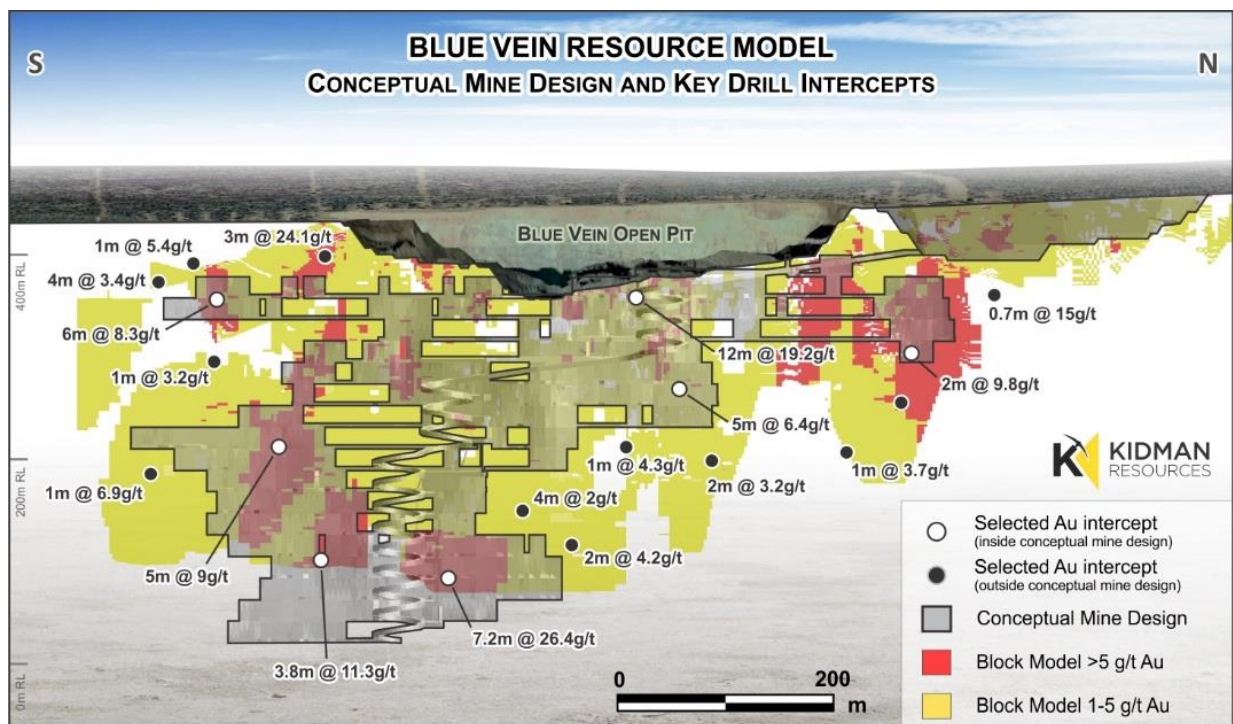 BLUE VEIN RESOURCE MODEL
CONCEPTUAL MINE DESIGN AND KEY DRILL INTERCEPTS
S
N
BLUE VEIN OPEN PIT
3m @ 24.1g/t
1m @ 5.4g/t
4m @ 3.4g/t
400m RL
6m @ 8.3g/t
0.7m @ 15g/t
12m @ 19.2g/t
1m @ 3.2g/t
2m @ 9.8g/t
5m @ 6.4g/t
KIDMAN
RESOURCES
200m RL
1m @ 4.3g/t
1m @ 3.7g/t
1m @ 6.9g/t
2m @ 3.2g/t
4m @ 2g/t
2m @ 4.2g/t
5m @ 9g/t
7.2m @ 26.4g/t
3.8m @ 11.3g/t
0m RL
0
200
m
Selected Au intercept
(inside conceptual mine design)
Selected Au intercept
(outside conceptual mine design)
Conceptual Mine Design
Block Model >5 g/t Au
Block Model 1-5 g/t Au